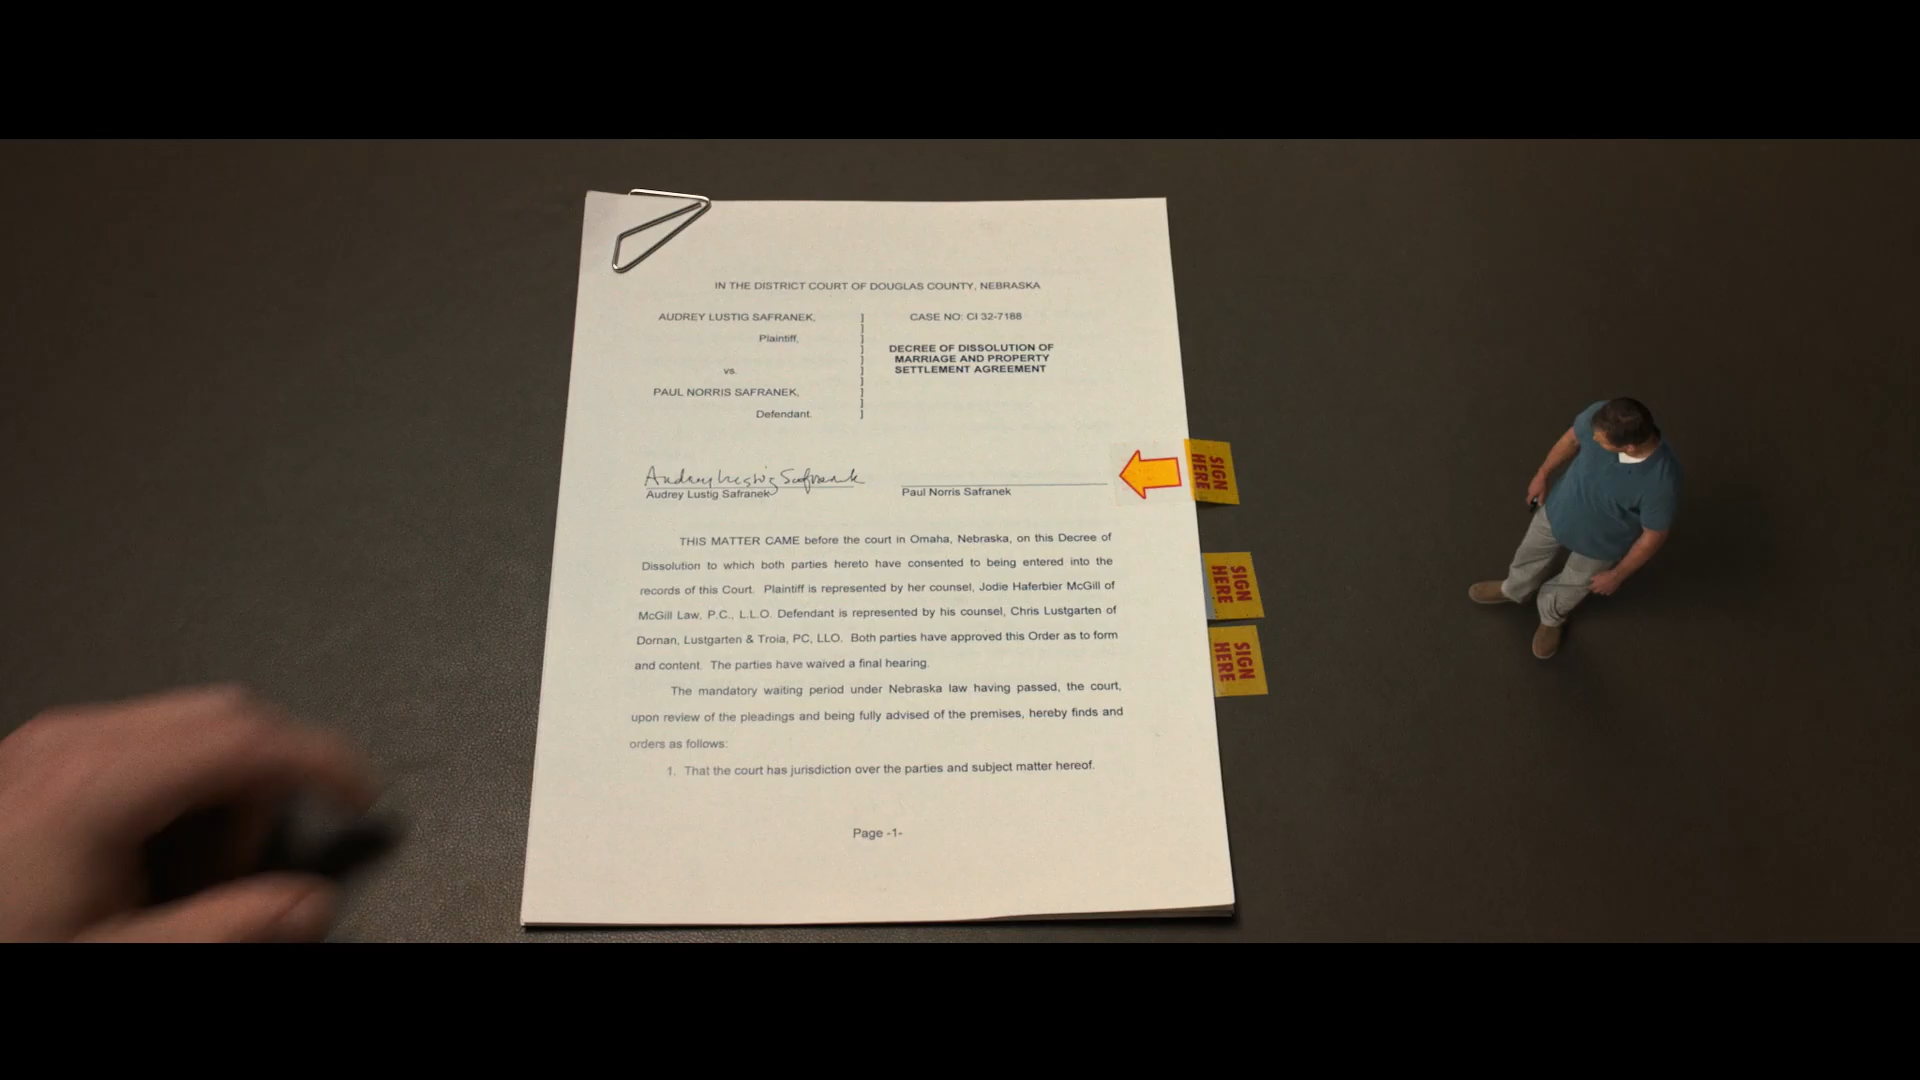 IN THE DISTRICT COURT OF DOUGLAS COUNTY, NEBRASKA
AUDREY LUSTIG SAFRANEK,
Plaintiff,
vs.
PAUL NORRIS SAFRANEK,
Defendant.
]
]
]
]
]
]
]
]
]
]
CASE NO: CI 32-7188
DECREE OF DISSOLUTION OF
MARRIAGE AND PROPERTY
SETTLEMENT AGREEMENT
Audrey Lustig Safranek
Audrey Lustig Safranek
Paul Norris Safranek
SIGN
HERE
THIS MATTER CAME before the court in Omaha, Nebraska, on this Decree of
Dissolution to which both parties hereto have consented to being entered into the
records of this Court. Plaintiff is represented by her counsel, Jodie Haferbier McGill of
McGill Law, P.C., L.L.O. Defendant is represented by his counsel, Chris Lustgarten of
Dornan, Lustgarten & Troia, PC, LLO. Both parties have approved this Order as to form
and content. The parties have waived a final hearing.
SIGN
HERE
SIGN
HERE
The mandatory waiting period under Nebraska law having passed, the court,
upon review of the pleadings and being fully advised of the premises, hereby finds and
orders as follows:
1. That the court has jurisdiction over the parties and subject matter hereof.
Page -1-